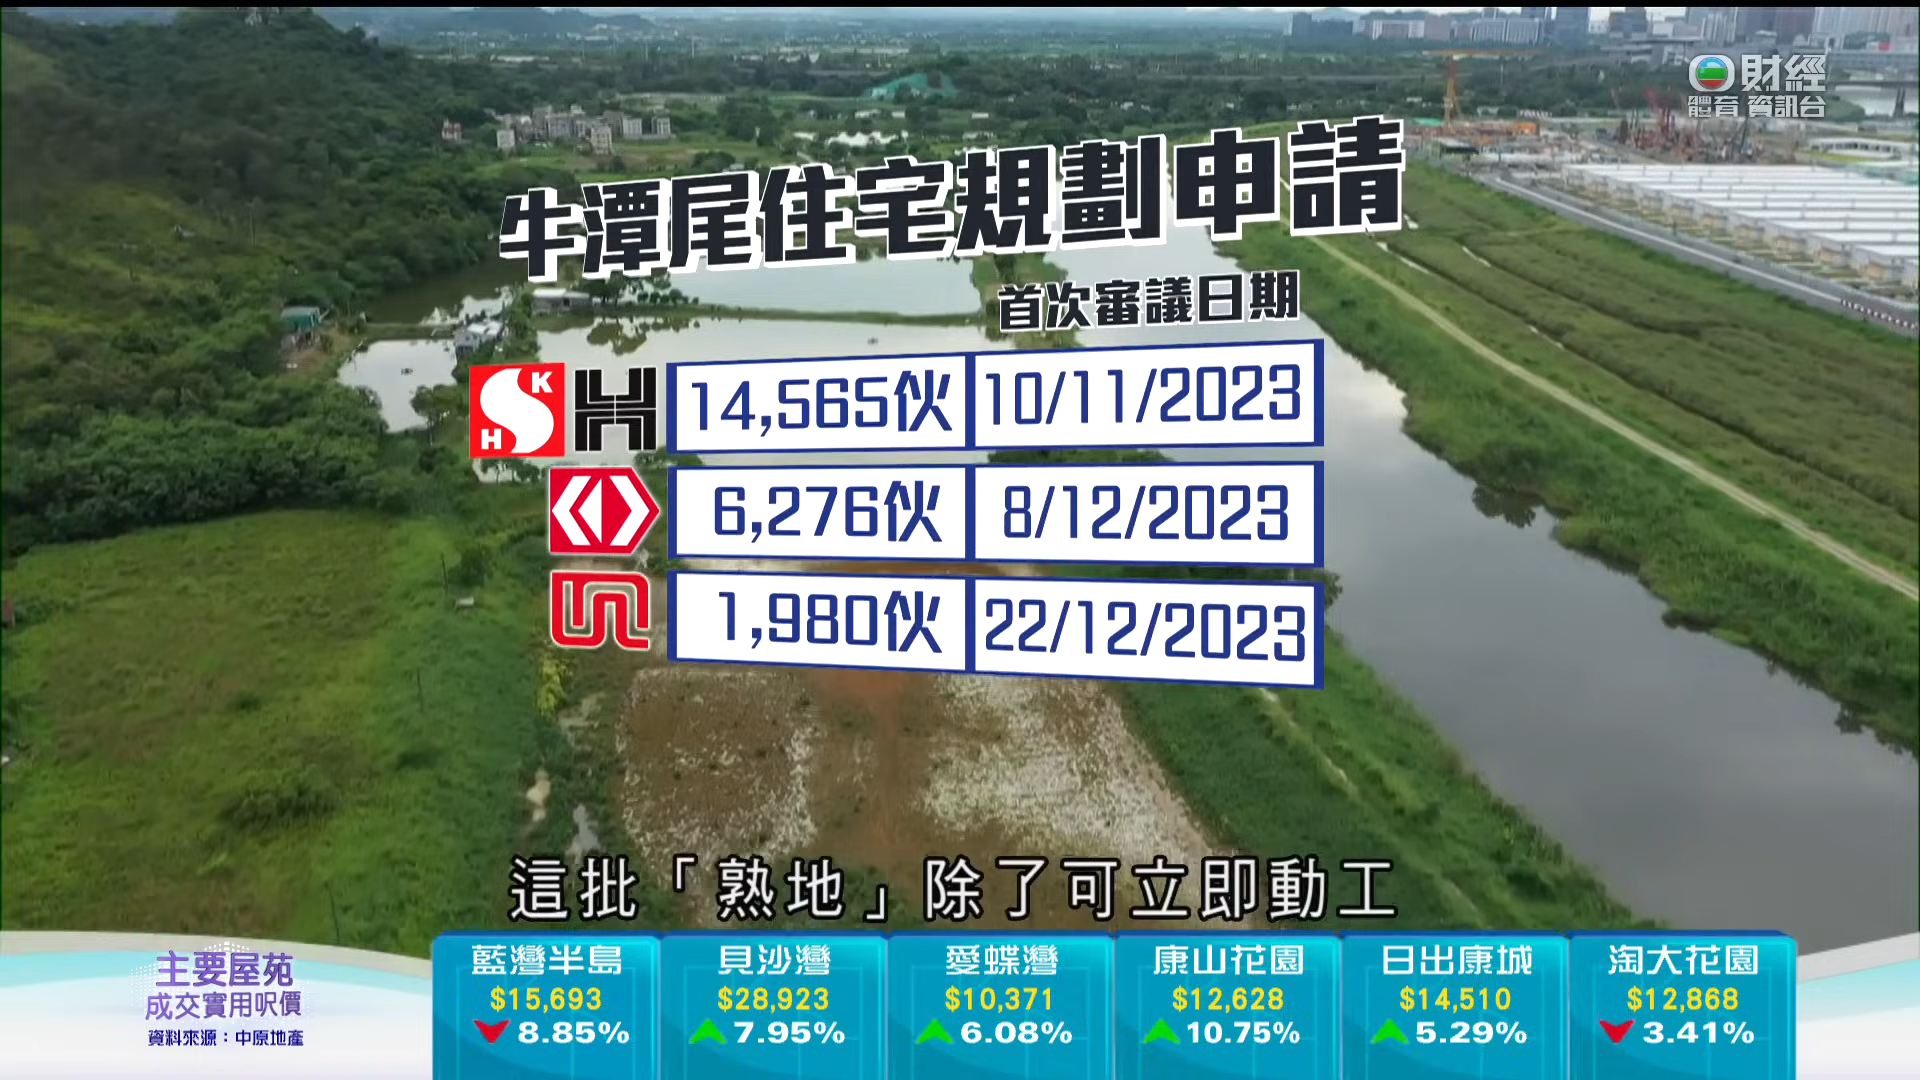 財經
體育 資訊台
牛潭尾住宅規劃申請
首次審議日期
S K H 14,565伙 10/11/2023
6,276伙 8/12/2023
1,980伙 22/12/2023
這批「熟地」除了可立即動工
主要屋苑
成交實用呎價
資料來源：中原地產
藍灣半島
$15,693
8.85%
貝沙灣
$28,923
7.95%
愛蝶灣
$10,371
6.08%
康山花園
$12,628
10.75%
日出康城
$14,510
5.29%
淘大花園
$12,868
3.41%